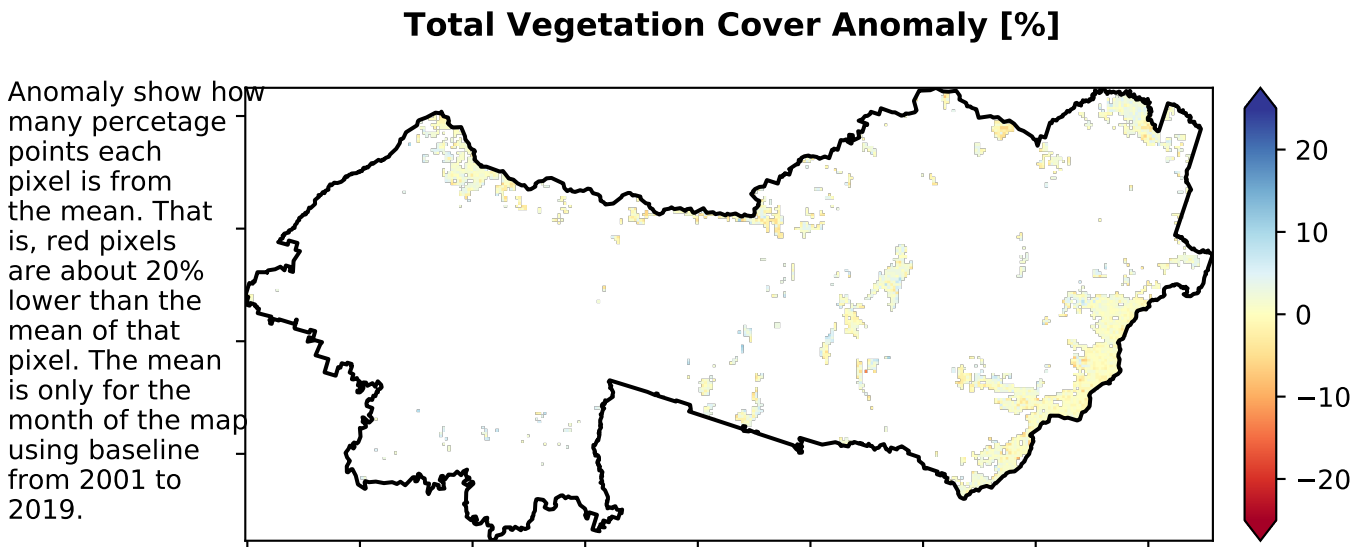 Total Vegetation Cover Anomaly [%]
Anomaly show how
many percetage
points each
pixel is from
the mean. That
is, red pixels
are about 20%
lower than the
mean of that
pixel. The mean
is only for the
month of the map
using baseline
from 2001 to
2019.
20
10
0
−10
−20